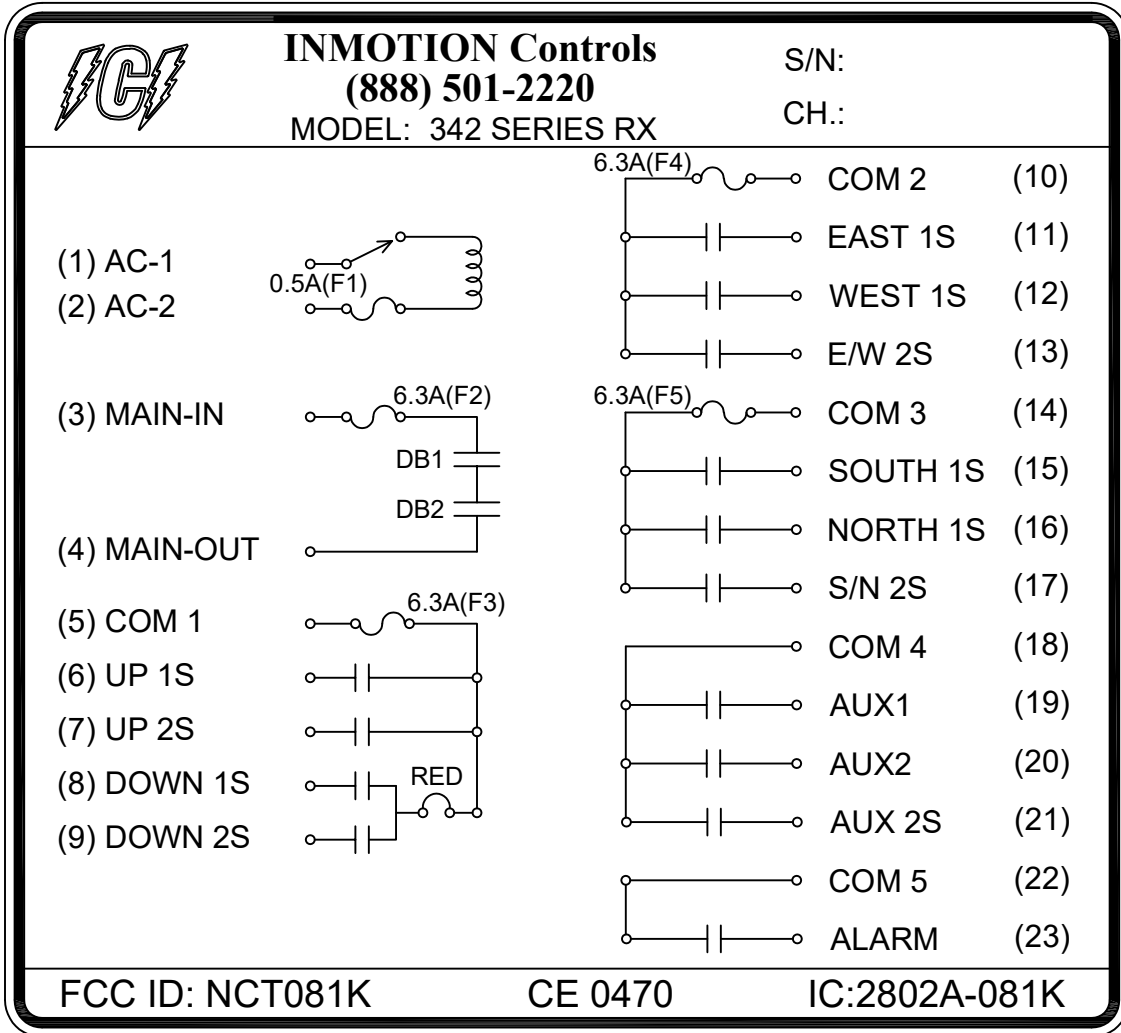 ICI
INMOTION Controls
(888) 501-2220
MODEL: 342 SERIES RX
S/N:
CH.:
(1) AC-1
(2) AC-2
0.5A(F1)
(3) MAIN-IN
6.3A(F2)
DB1
DB2
(4) MAIN-OUT
(5) COM 1
6.3A(F3)
(6) UP 1S
(7) UP 2S
(8) DOWN 1S
RED
(9) DOWN 2S
6.3A(F4)
COM 2 (10)
EAST 1S (11)
WEST 1S (12)
E/W 2S (13)
6.3A(F5)
COM 3 (14)
SOUTH 1S (15)
NORTH 1S (16)
S/N 2S (17)
COM 4 (18)
AUX1 (19)
AUX2 (20)
AUX 2S (21)
COM 5 (22)
ALARM (23)
FCC ID: NCT081K CE 0470 IC:2802A-081K